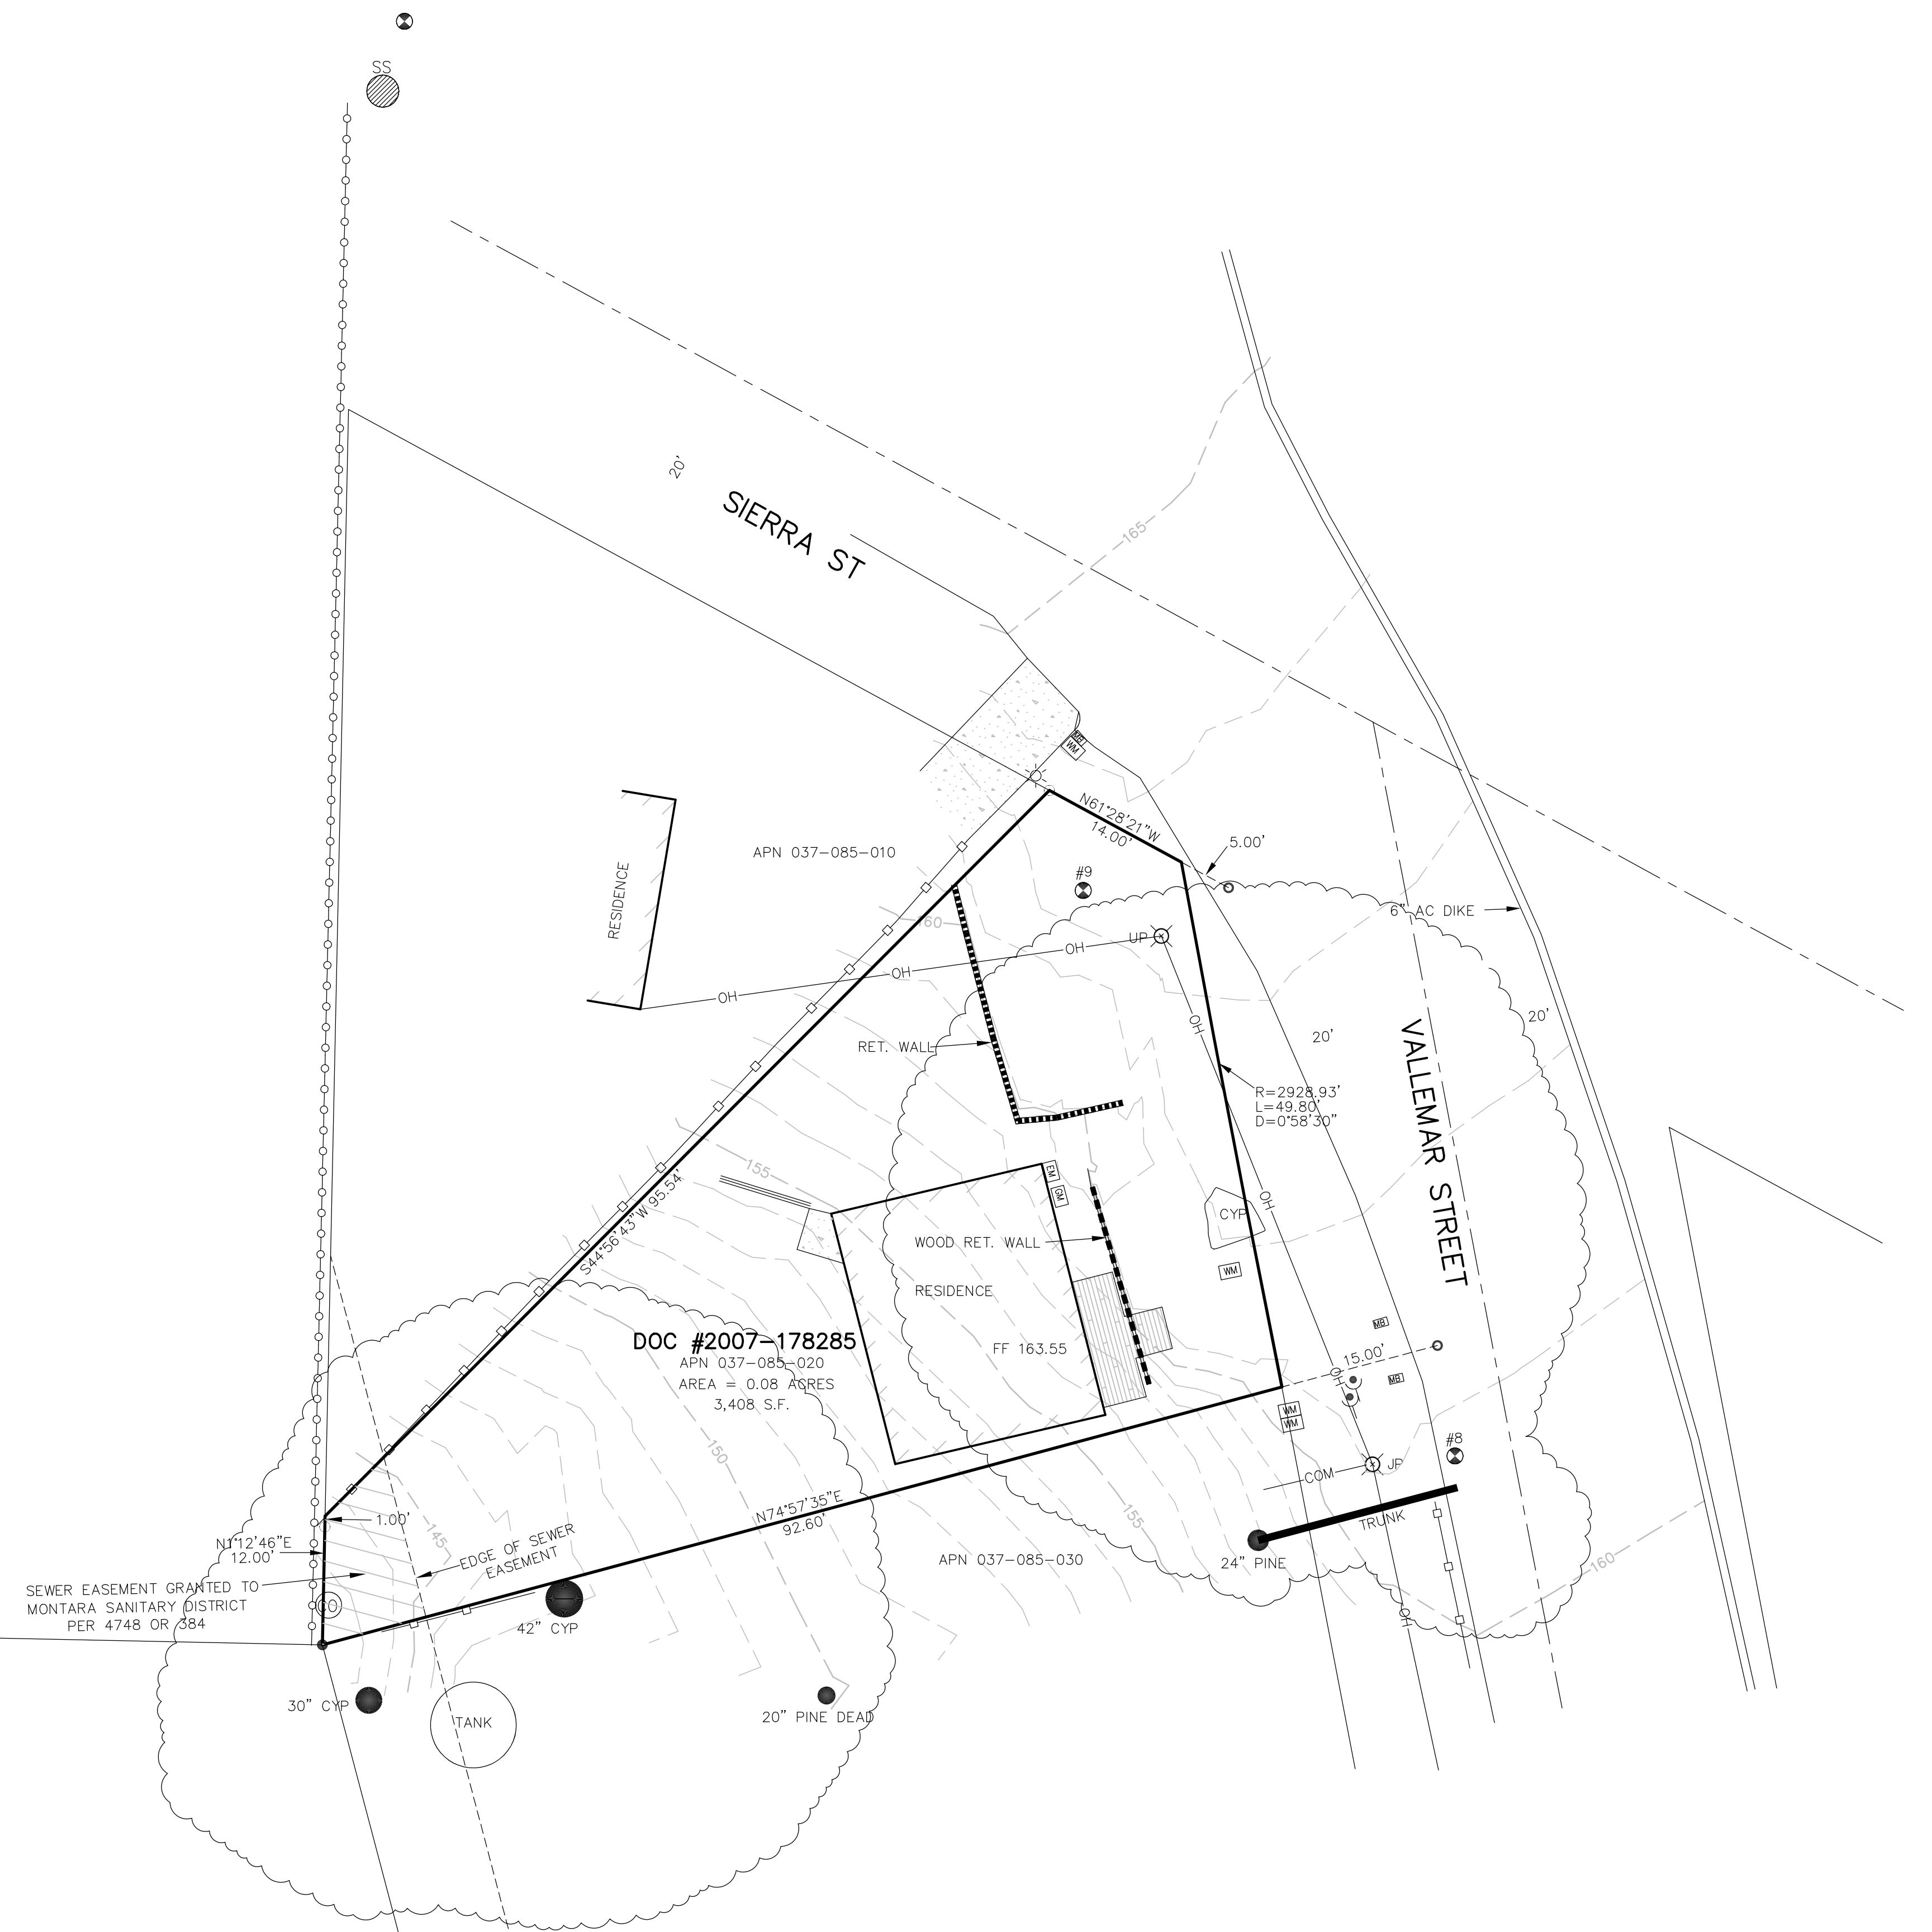 SS
20'
SIERRA ST
165
MB
WM
N61°28'21"W
14.00'
5.00'
APN 037-085-010
#9
RESIDENCE
6" AC DIKE
160
UP
OH
OH
OH
OH
20'
20'
RET. WALL
VALLEMAR STREET
R=2928.93'
L=49.80'
D=0°58'30"
155
EM
GM
S44°56'43"W 95.54'
OH
CYP
WOOD RET. WALL
WM
RESIDENCE
MB
DOC #2007-178285
FF 163.55
15.00'
APN 037-085-020
AREA = 0.08 ACRES
3,408 S.F.
OH
MB
WM
WM
150
#8
JP
COM
N74°57'35"E
92.60'
1.00'
145
155
TRUNK
N1°12'46"E
12.00'
EDGE OF SEWER
EASEMENT
APN 037-085-030
24" PINE
160
SEWER EASEMENT GRANTED TO
MONTARA SANITARY DISTRICT
PER 4748 OR 384
CO
42" CYP
OH
30" CYP
TANK
20" PINE DEAD